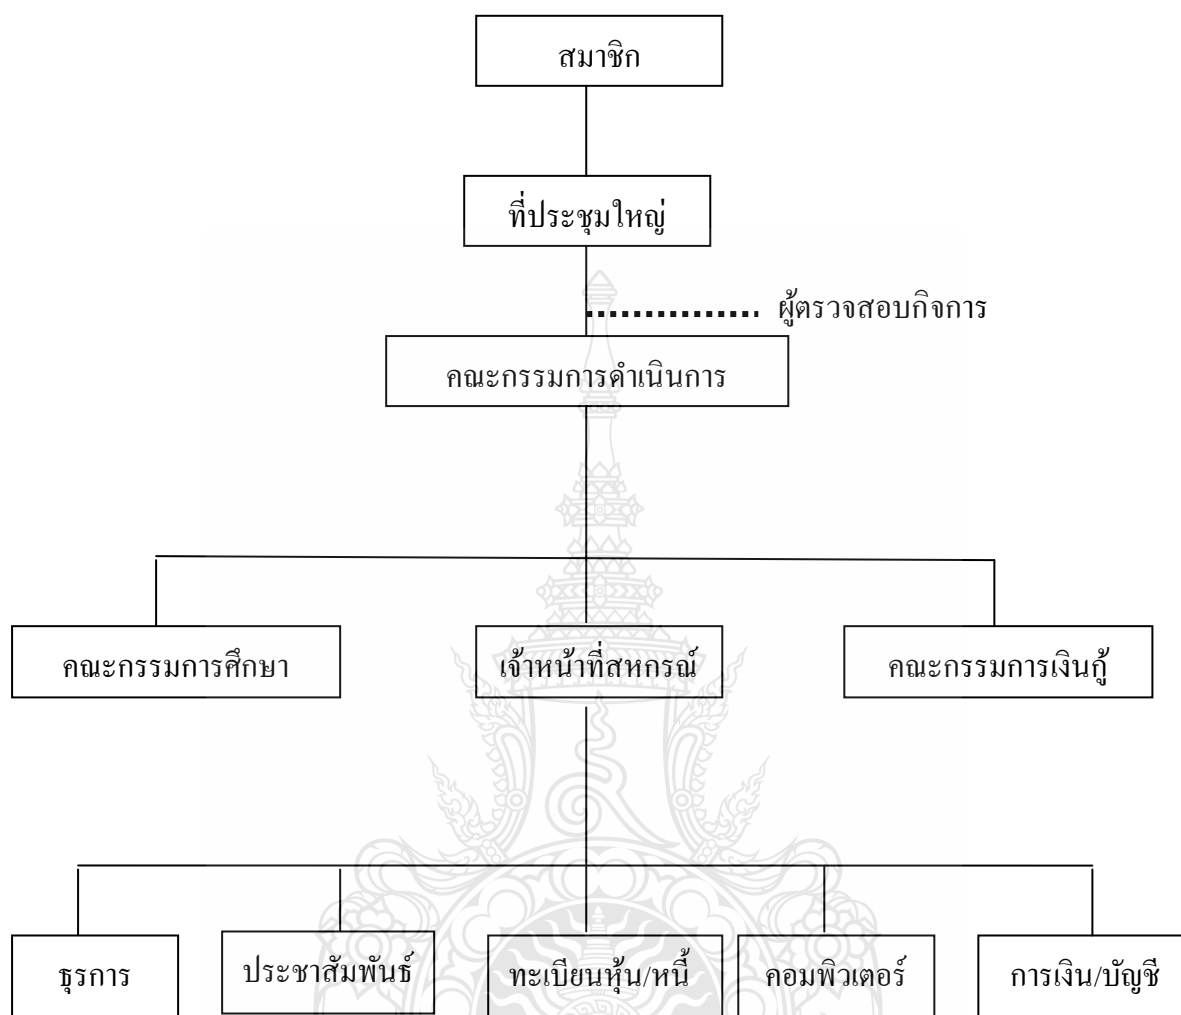 สมาชิก
ที่ประชุมใหญ่
ผู้ตรวจสอบกิจการ
คณะกรรมการดำเนินการ
คณะกรรมการศึกษา
เจ้าหน้าที่สหกรณ์
คณะกรรมการเงินกู้
ธุรการ
ประชาสัมพันธ์
ทะเบียนหุ้น/หนี้
คอมพิวเตอร์
การเงิน/บัญชี